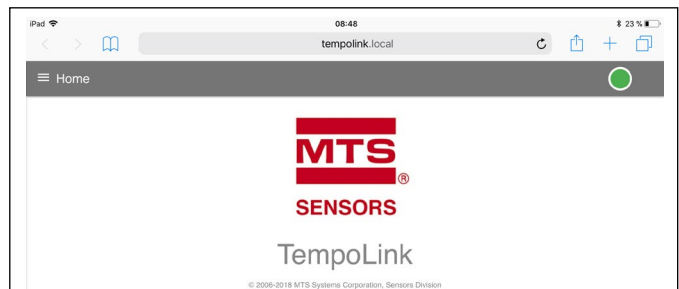 iPad 08:48 23 %
tempolink.local
Home
MTS
®
SENSORS
TempoLink
© 2006-2018 MTS Systems Corporation, Sensors Division